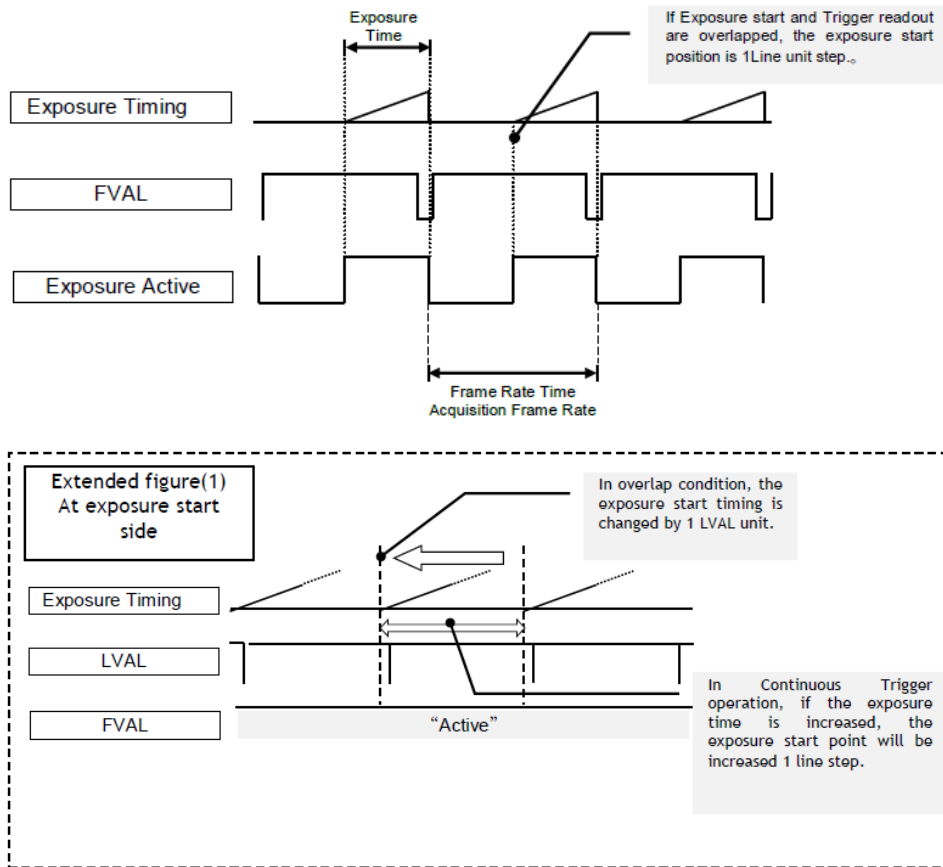 Exposure
Time
If Exposure start and Trigger readout
are overlapped, the exposure start
position is 1Line unit step.。
Exposure Timing
FVAL
Exposure Active
Frame Rate Time
Acquisition Frame Rate
Extended figure(1)
At exposure start
side
In overlap condition, the
exposure start timing is
changed by 1 LVAL unit.
Exposure Timing
LVAL
FVAL
“Active”
In Continuous Trigger
operation, if the exposure
time is increased, the
exposure start point will be
increased 1 line step.